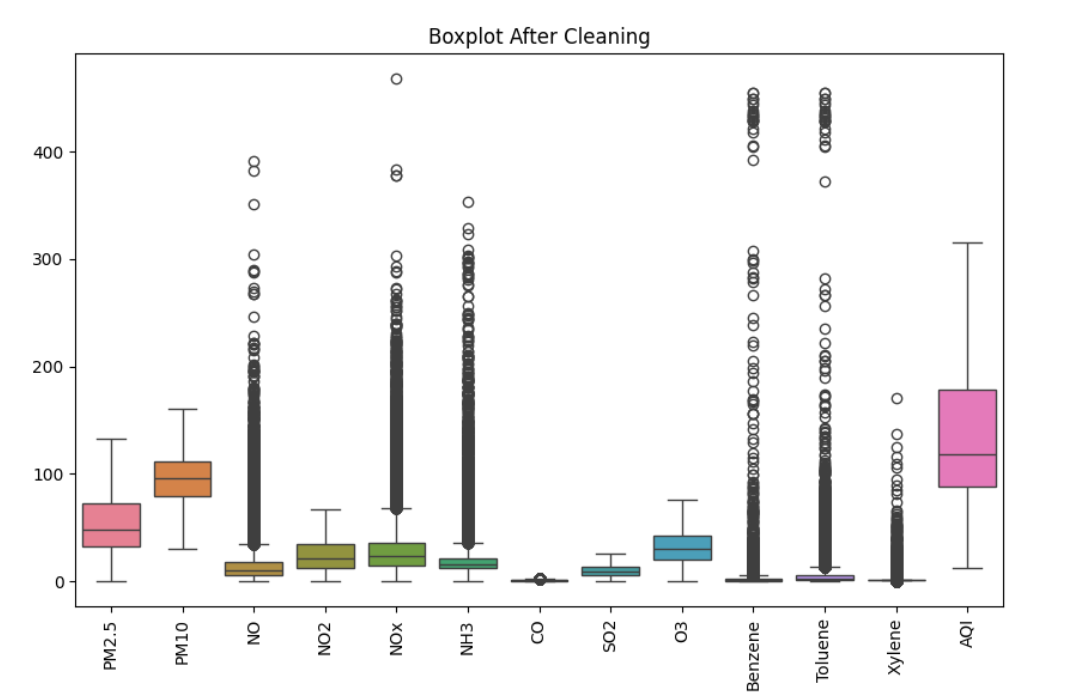 Boxplot After Cleaning
400
300
200
100
0
PM2.5
PM10
NO
NO2
NOx
NH3
CO
SO2
O3
Benzene
Toluene
Xylene
AQI